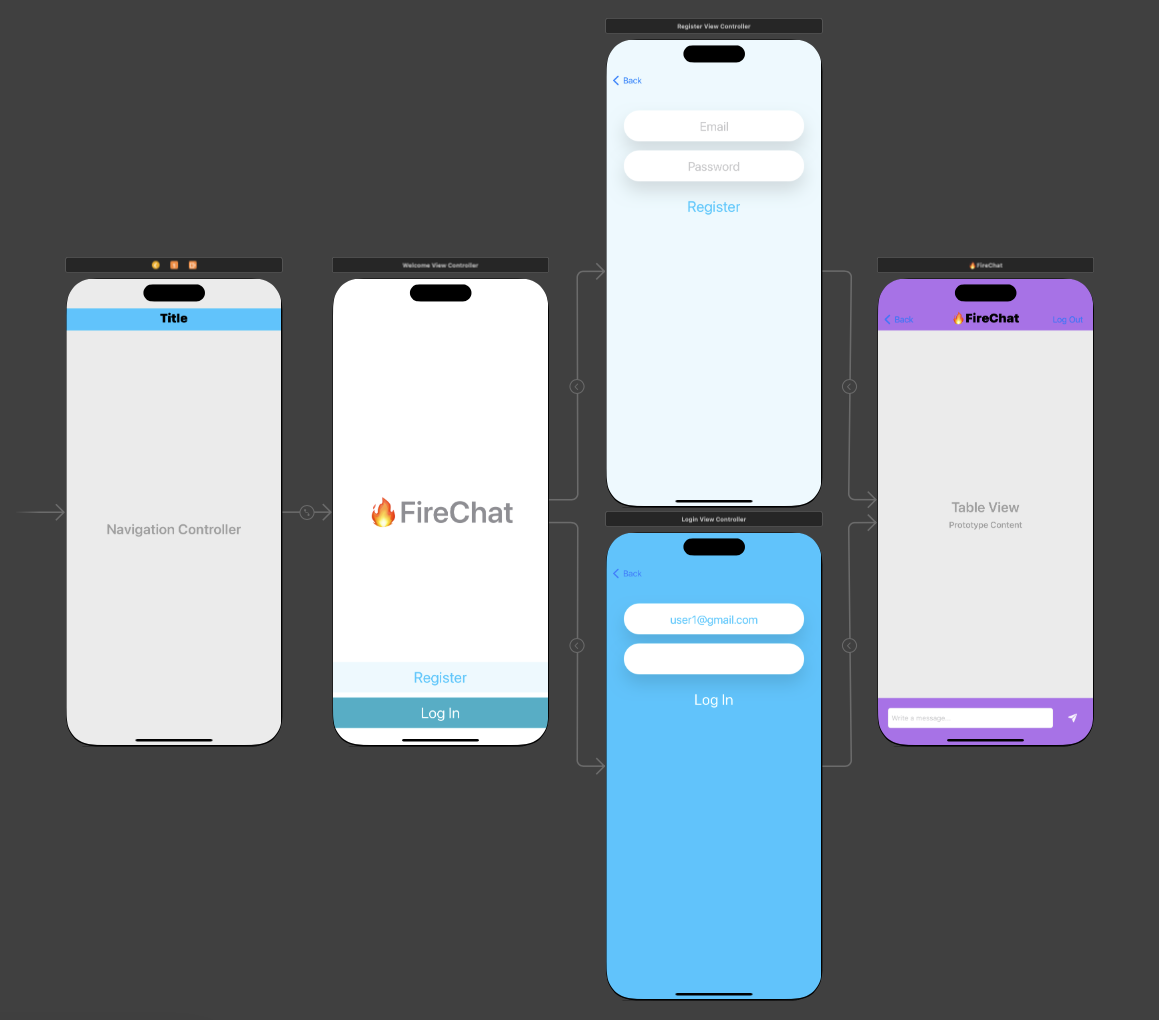 Title
Navigation Controller
Welcome View Controller
🔥FireChat
Register
Log In
Register View Controller
Back
Email
Password
Register
Login View Controller
Back
user1@gmail.com
Log In
🔥FireChat
Back
🔥FireChat
Log Out
Table View
Prototype Content
Write a message...